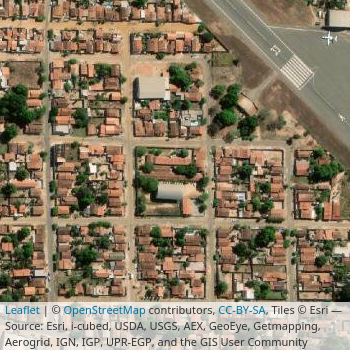 Leaflet | © OpenStreetMap contributors, CC-BY-SA, Tiles © Esri —
Source: Esri, i-cubed, USDA, USGS, AEX, GeoEye, Getmapping,
Aerogrid, IGN, IGP, UPR-EGP, and the GIS User Community